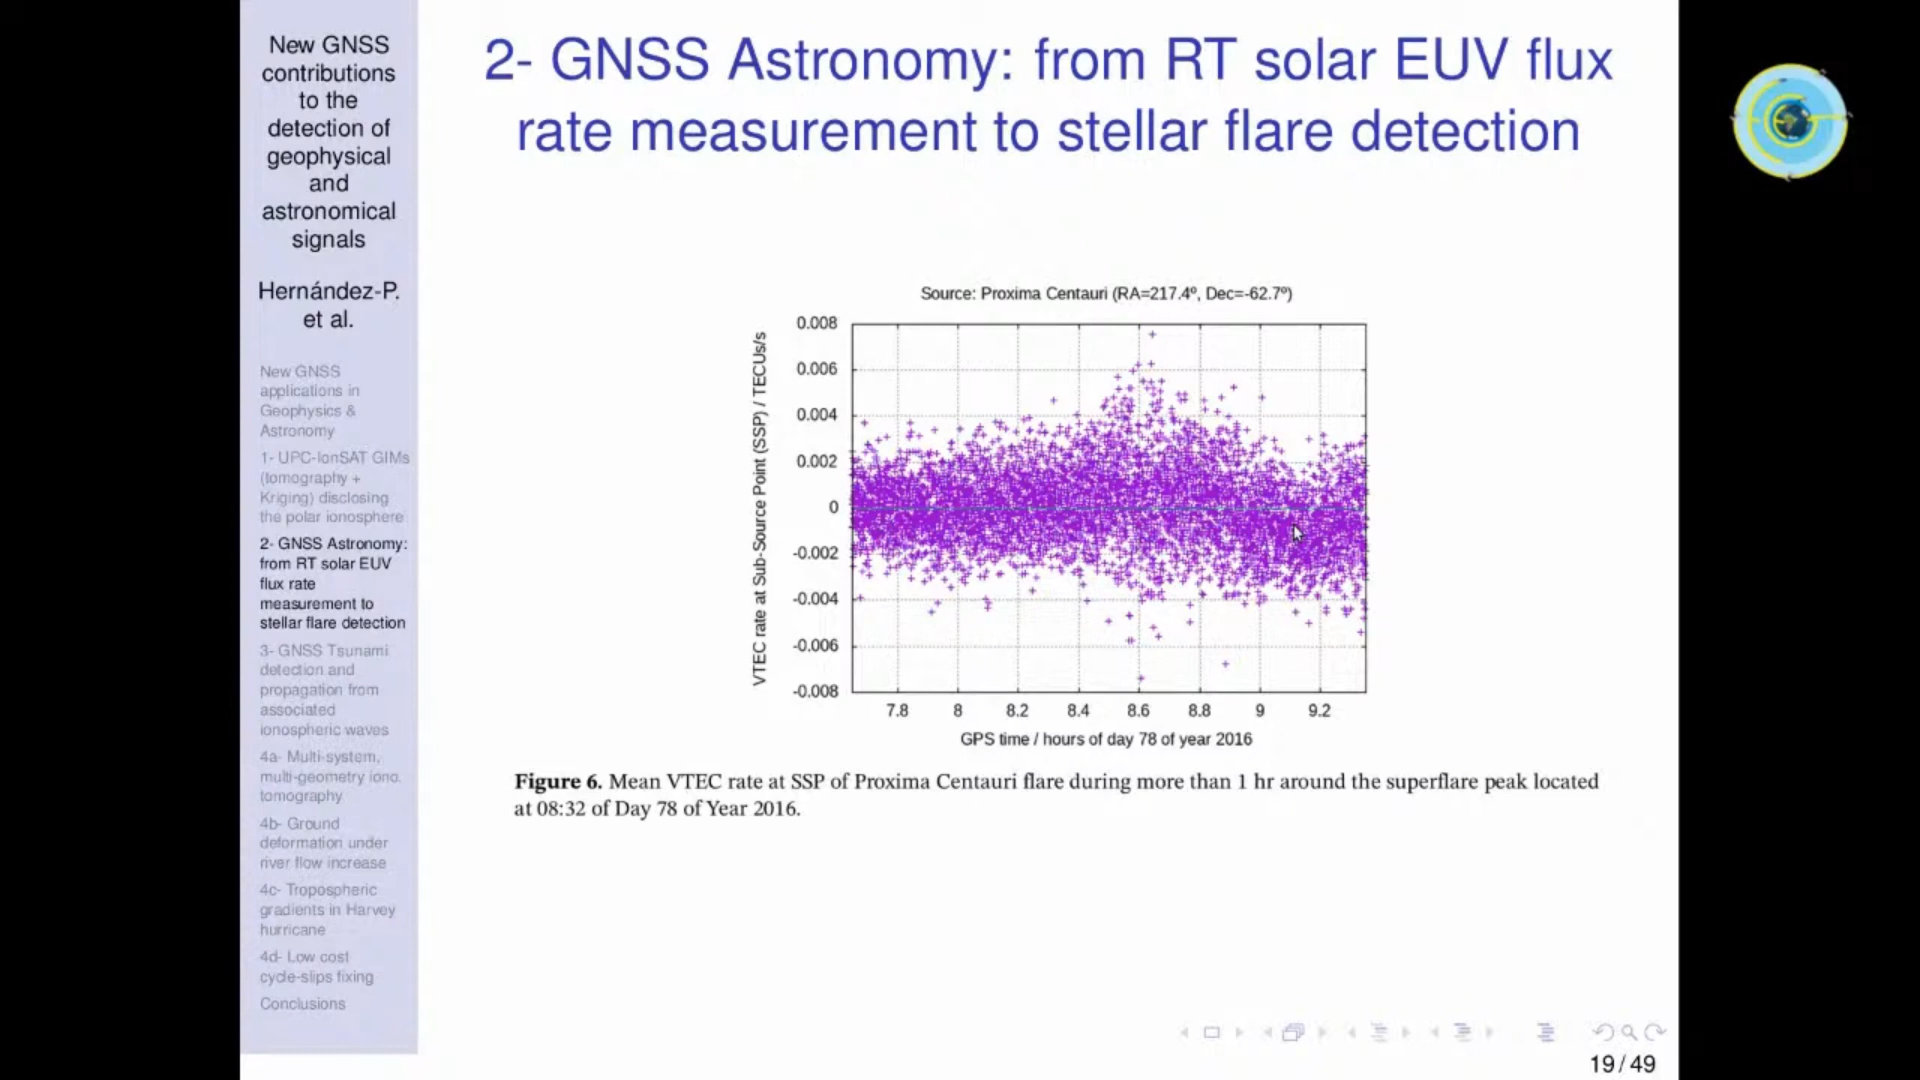 New GNSS
contributions
to the
detection of
geophysical
and
astronomical
signals
Hernández-P.
et al.
New GNSS
applications in
Geophysics &
Astronomy
1- UPC-IonSAT GIMs
(tomography +
Kriging) disclosing
the polar ionosphere
2- GNSS Astronomy:
from RT solar EUV
flux rate
measurement to
stellar flare detection
3- GNSS Tsunami
detection and
propagation from
associated
ionospheric waves
4a- Multi-system,
multi-geometry iono.
tomography
4b- Ground
deformation under
river flow increase
4c- Tropospheric
gradients in Harvey
hurricane
4d- Low cost
cycle-slips fixing
Conclusions
2- GNSS Astronomy: from RT solar EUV flux
rate measurement to stellar flare detection
Source: Proxima Centauri (RA=217.4º, Dec=-62.7º)
VTEC rate at Sub-Source Point (SSP) / TECUs/s
0.008
0.006
0.004
0.002
0
-0.002
-0.004
-0.006
-0.008
7.8 8 8.2 8.4 8.6 8.8 9 9.2
GPS time / hours of day 78 of year 2016
Figure 6. Mean VTEC rate at SSP of Proxima Centauri flare during more than 1 hr around the superflare peak located
at 08:32 of Day 78 of Year 2016.
19 / 49